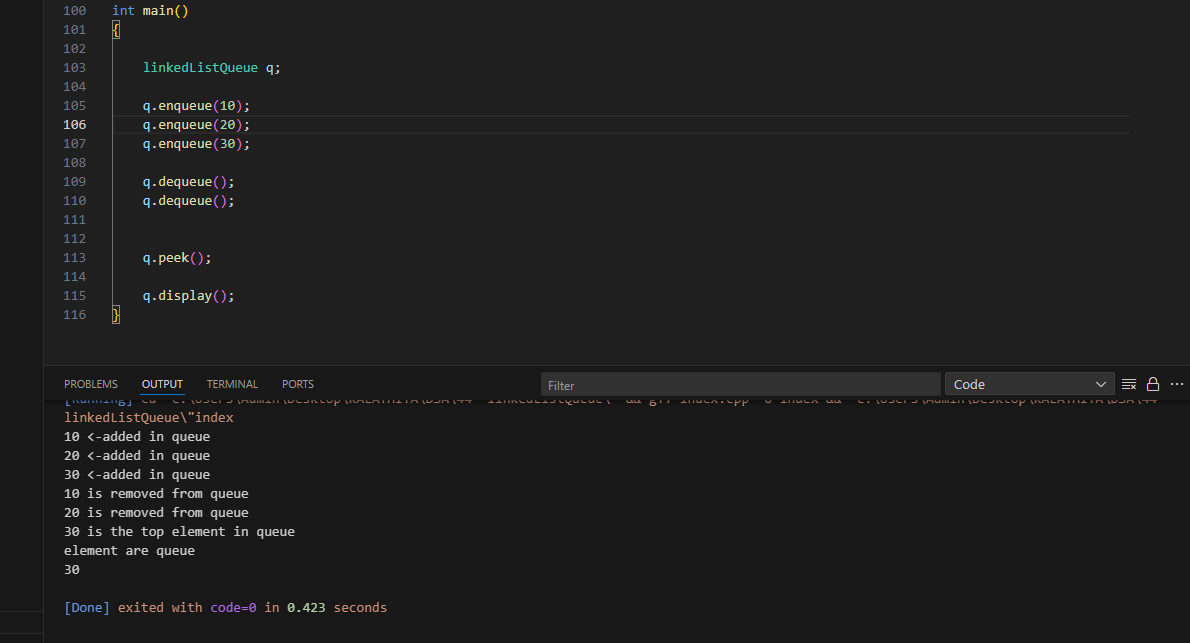 100 int main()
101 {
102
103 linkedListQueue q;
104
105 q.enqueue(10);
106 q.enqueue(20);
107 q.enqueue(30);
108
109 q.dequeue();
110 q.dequeue();
111
112
113 q.peek();
114
115 q.display();
116 }
PROBLEMS OUTPUT TERMINAL PORTS Filter Code
[Running]
linkedListQueue\"index
10 <-added in queue
20 <-added in queue
30 <-added in queue
10 is removed from queue
20 is removed from queue
30 is the top element in queue
element are queue
30
[Done] exited with code=0 in 0.423 seconds